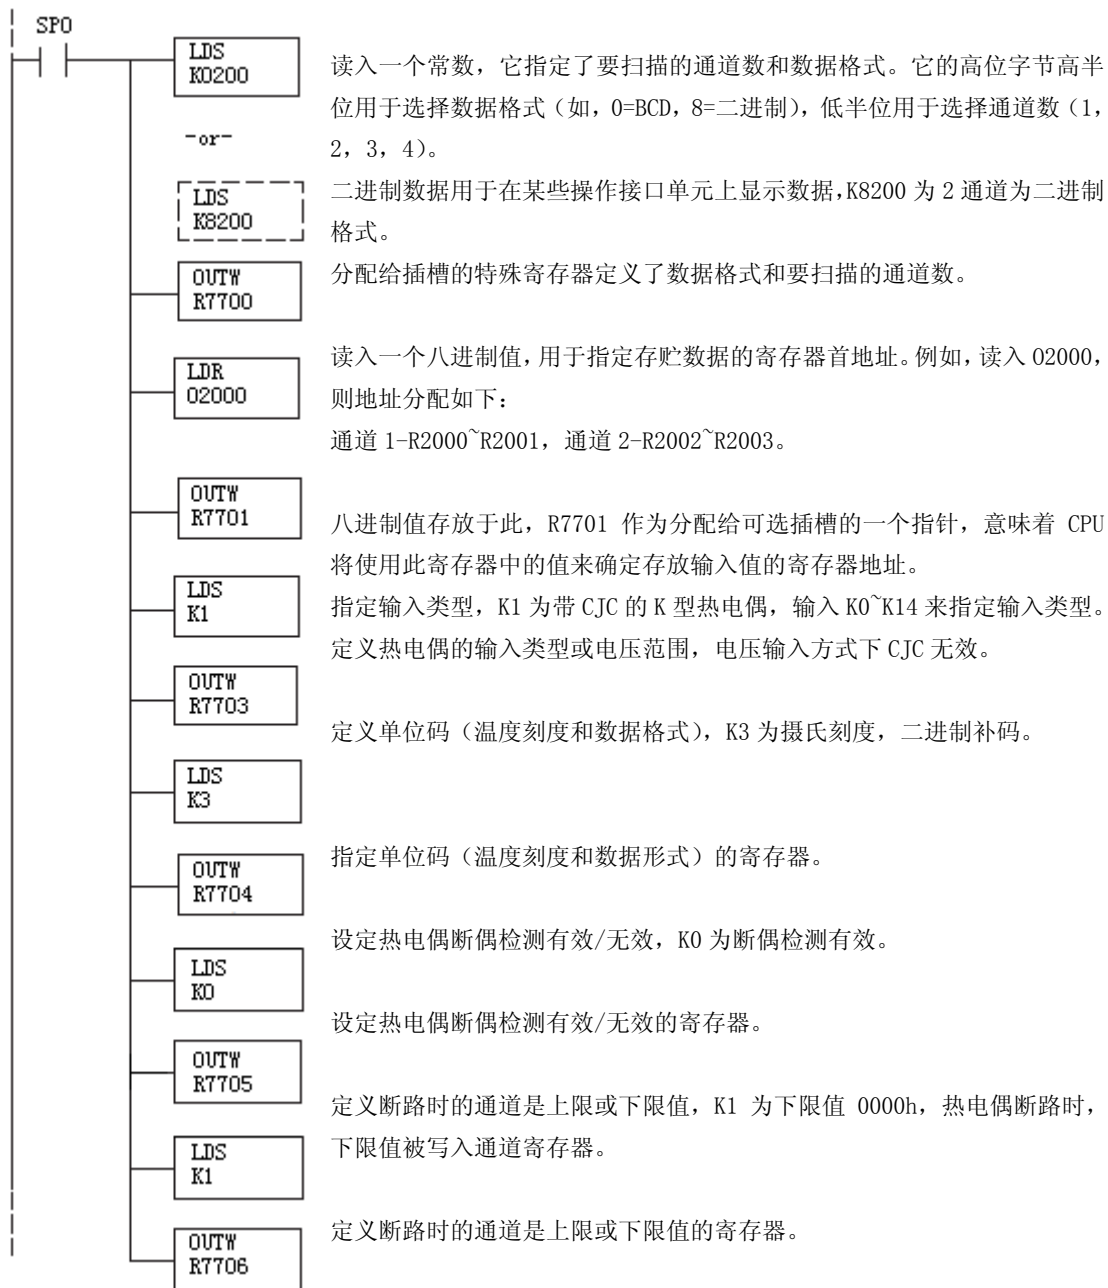 SP0
LDS
K0200
-or-
LDS
K8200
OUTW
R7700
LDR
O2000
OUTW
R7701
LDS
K1
OUTW
R7703
LDS
K3
OUTW
R7704
LDS
K0
OUTW
R7705
LDS
K1
OUTW
R7706
读入一个常数，它指定了要扫描的通道数和数据格式。它的高位字节高半
位用于选择数据格式（如，0=BCD，8=二进制），低半位用于选择通道数（1，
2，3，4）。
二进制数据用于在某些操作接口单元上显示数据，K8200 为 2 通道为二进制
格式。
分配给插槽的特殊寄存器定义了数据格式和要扫描的通道数。
读入一个八进制值，用于指定存贮数据的寄存器首地址。例如，读入 O2000，
则地址分配如下：
通道 1-R2000~R2001，通道 2-R2002~R2003。
八进制值存放于此，R7701 作为分配给可选插槽的一个指针，意味着 CPU
将使用此寄存器中的值来确定存放输入值的寄存器地址。
指定输入类型，K1 为带 CJC 的 K 型热电偶，输入 K0~K14 来指定输入类型。
定义热电偶的输入类型或电压范围，电压输入方式下 CJC 无效。
定义单位码（温度刻度和数据格式），K3 为摄氏刻度，二进制补码。
指定单位码（温度刻度和数据形式）的寄存器。
设定热电偶断偶检测有效/无效，K0 为断偶检测有效。
设定热电偶断偶检测有效/无效的寄存器。
定义断路时的通道是上限或下限值，K1 为下限值 0000h，热电偶断路时，
下限值被写入通道寄存器。
定义断路时的通道是上限或下限值的寄存器。